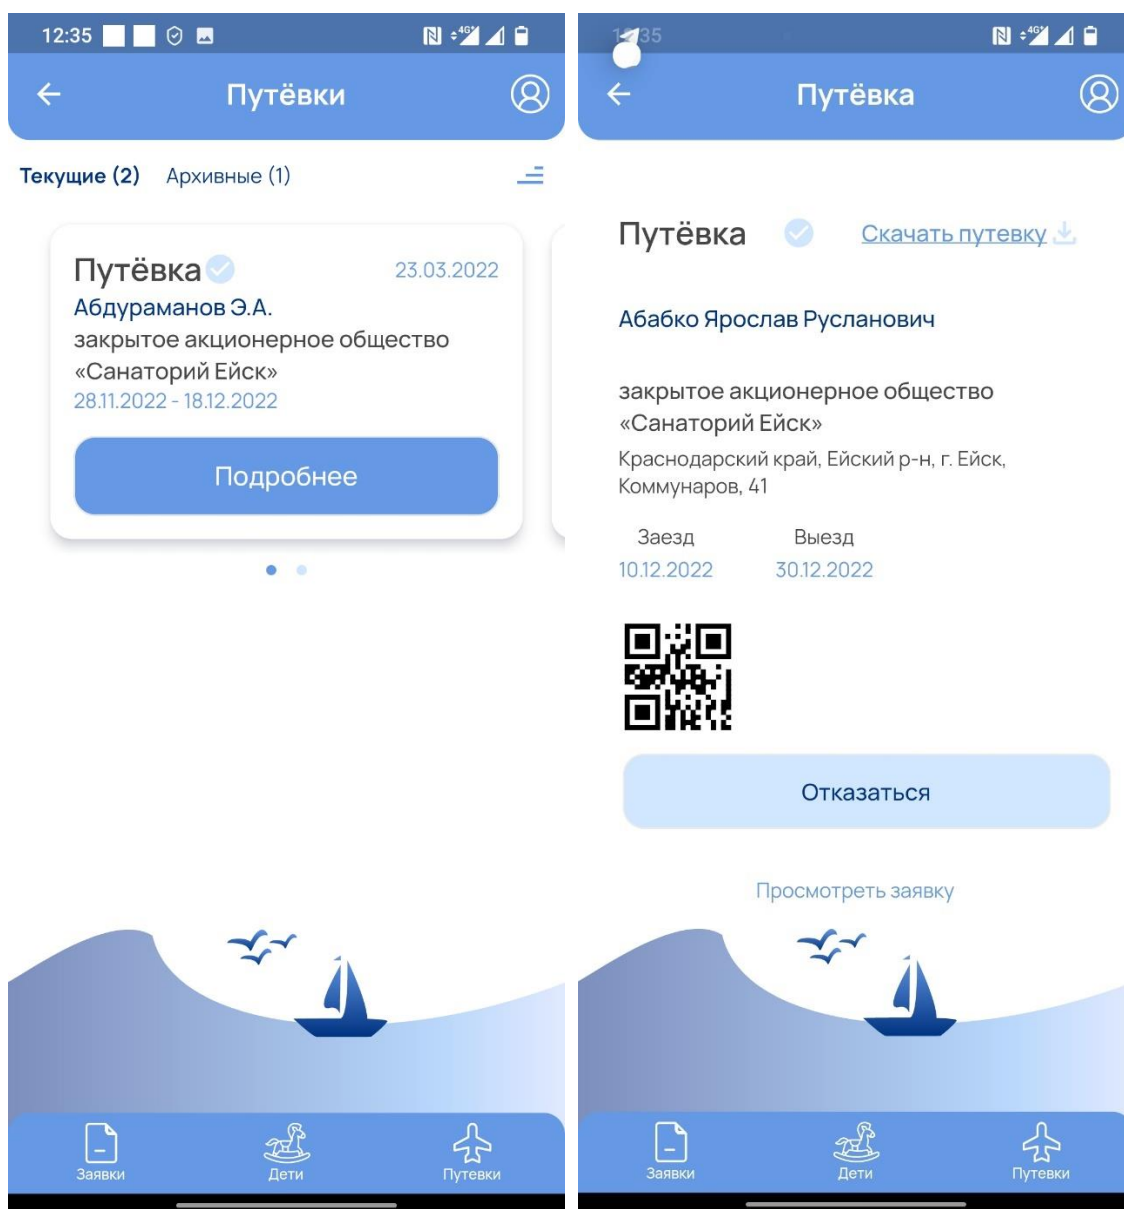 12:35
Путёвки
Текущие (2) Архивные (1)
Путёвка 23.03.2022
Абдураманов Э.А.
закрытое акционерное общество
«Санаторий Ейск»
28.11.2022 - 18.12.2022
Подробнее
Заявки Дети Путевки
12:35
Путёвка
Путёвка Скачать путевку
Абабко Ярослав Русланович
закрытое акционерное общество
«Санаторий Ейск»
Краснодарский край, Ейский р-н, г. Ейск,
Коммунаров, 41
Заезд Выезд
10.12.2022 30.12.2022
Отказаться
Просмотреть заявку
Заявки Дети Путевки